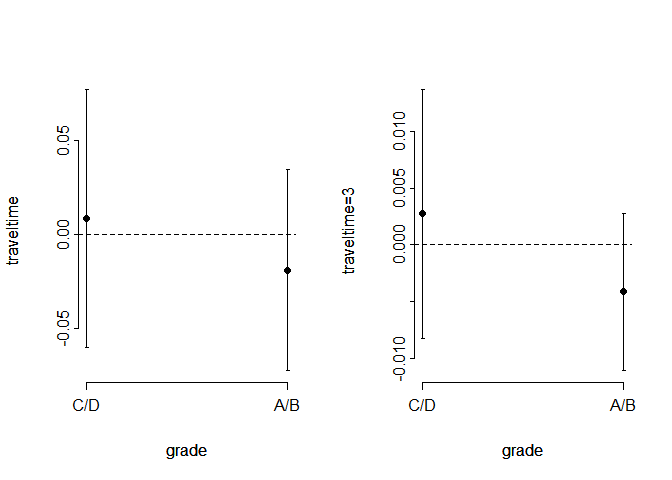 traveltime
0.05
0.00
-0.05
C/D
A/B
grade
traveltime=3
0.010
0.005
0.000
-0.010
C/D
A/B
grade